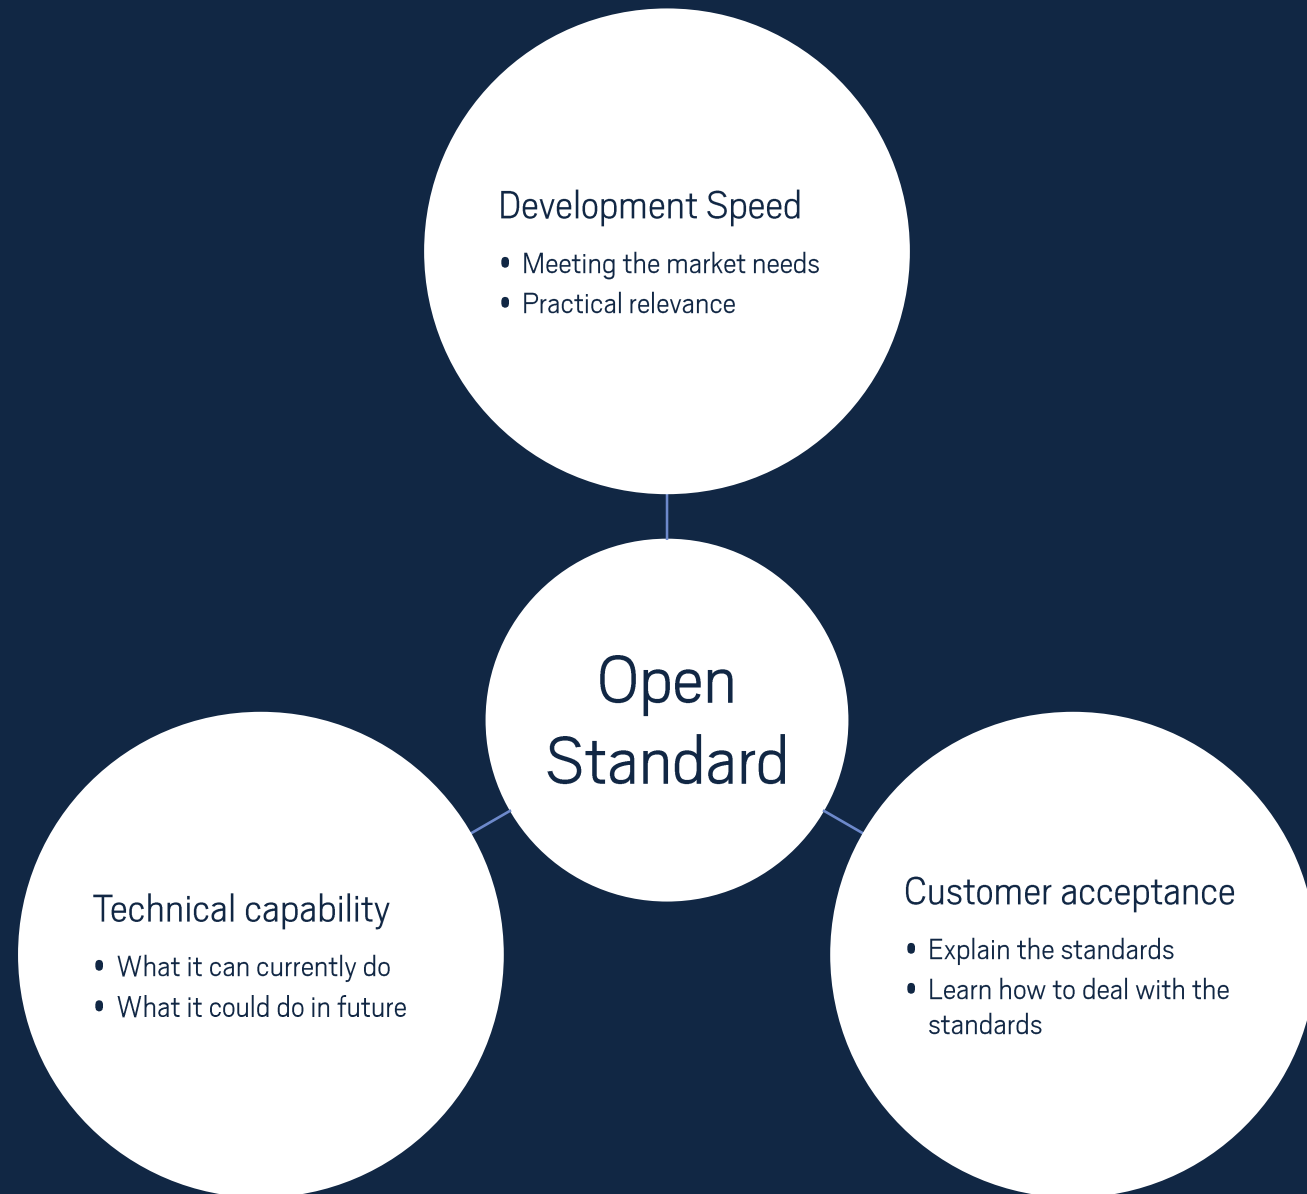 Development Speed
• Meeting the market needs
• Practical relevance
Open
Standard
Technical capability
• What it can currently do
• What it could do in future
Customer acceptance
• Explain the standards
• Learn how to deal with the
standards